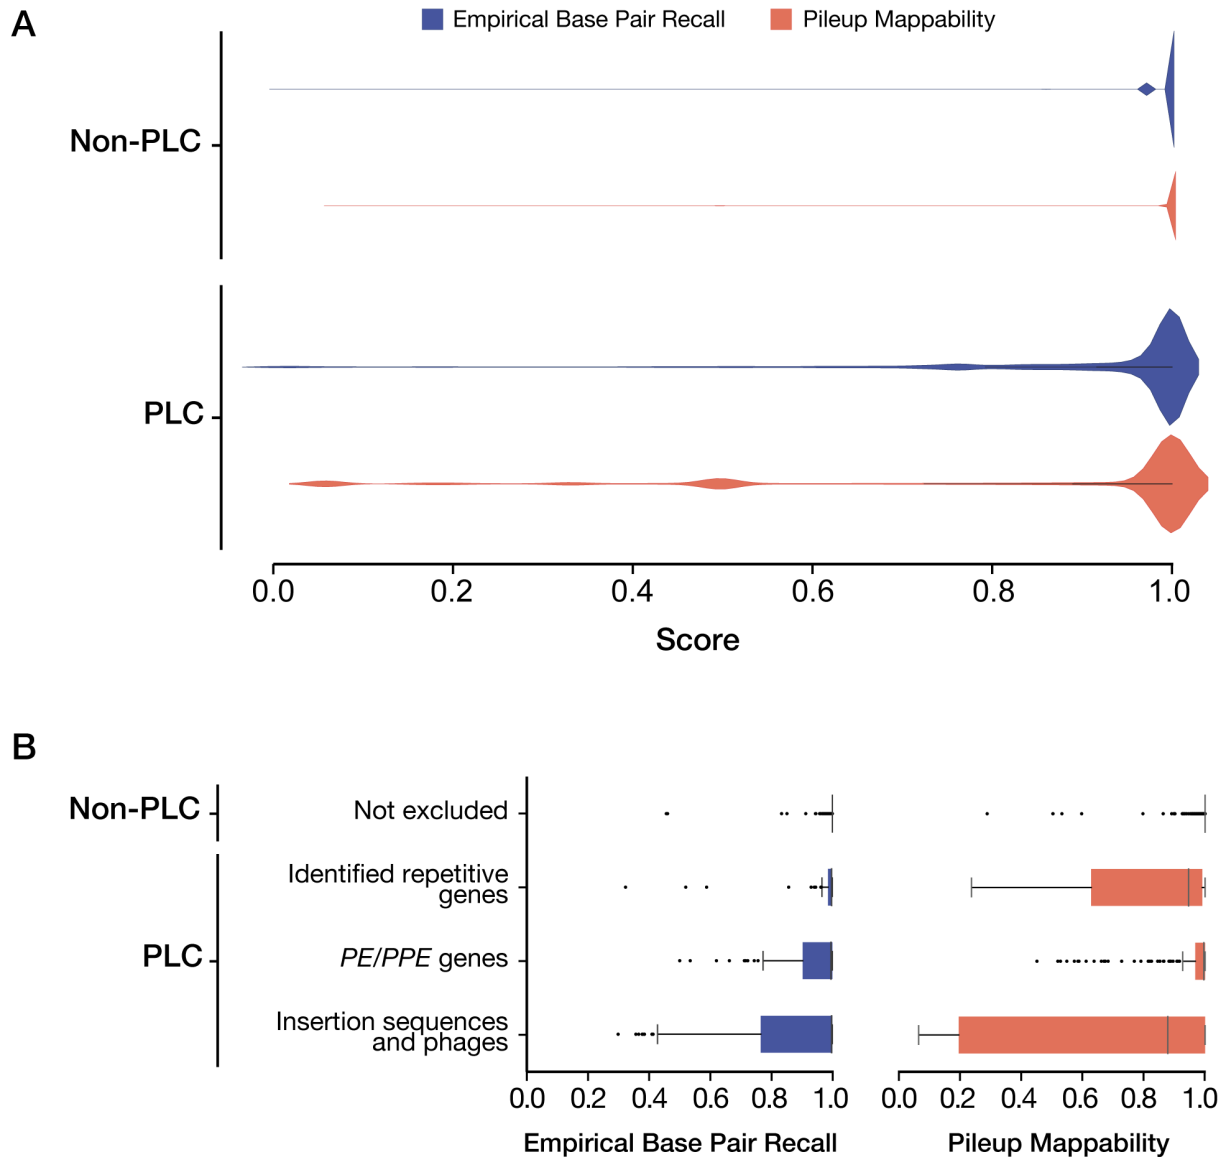 A
Empirical Base Pair Recall Pileup Mappability
Non-PLC
PLC
0.0 0.2 0.4 0.6 0.8 1.0
Score
B
Non-PLC
Not excluded
Identified repetitive
genes
PLC
PE/PPE genes
Insertion sequences
and phages
0.0 0.2 0.4 0.6 0.8 1.0 0.0 0.2 0.4 0.6 0.8 1.0
Empirical Base Pair Recall Pileup Mappability